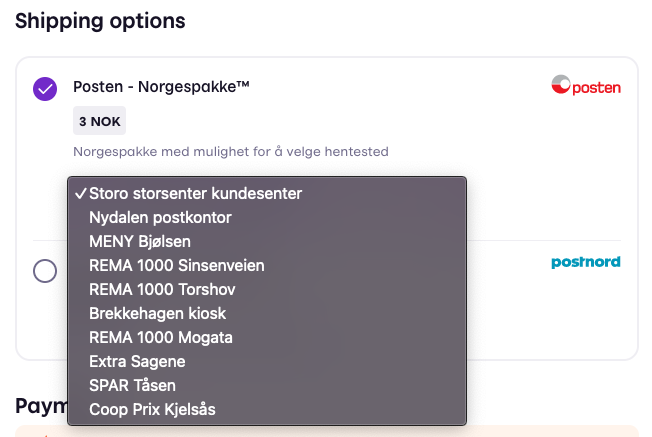 Shipping options
Posten - Norgespakke™
posten
3 NOK
Norgespakke med mulighet for å velge hentested
Storo storsenter kundesenter
Nydalen postkontor
MENY Bjølsen
REMA 1000 Sinsenveien
postnord
REMA 1000 Torshov
Brekkehagen kiosk
REMA 1000 Mogata
Extra Sagene
SPAR Tåsen
Coop Prix Kjelsås